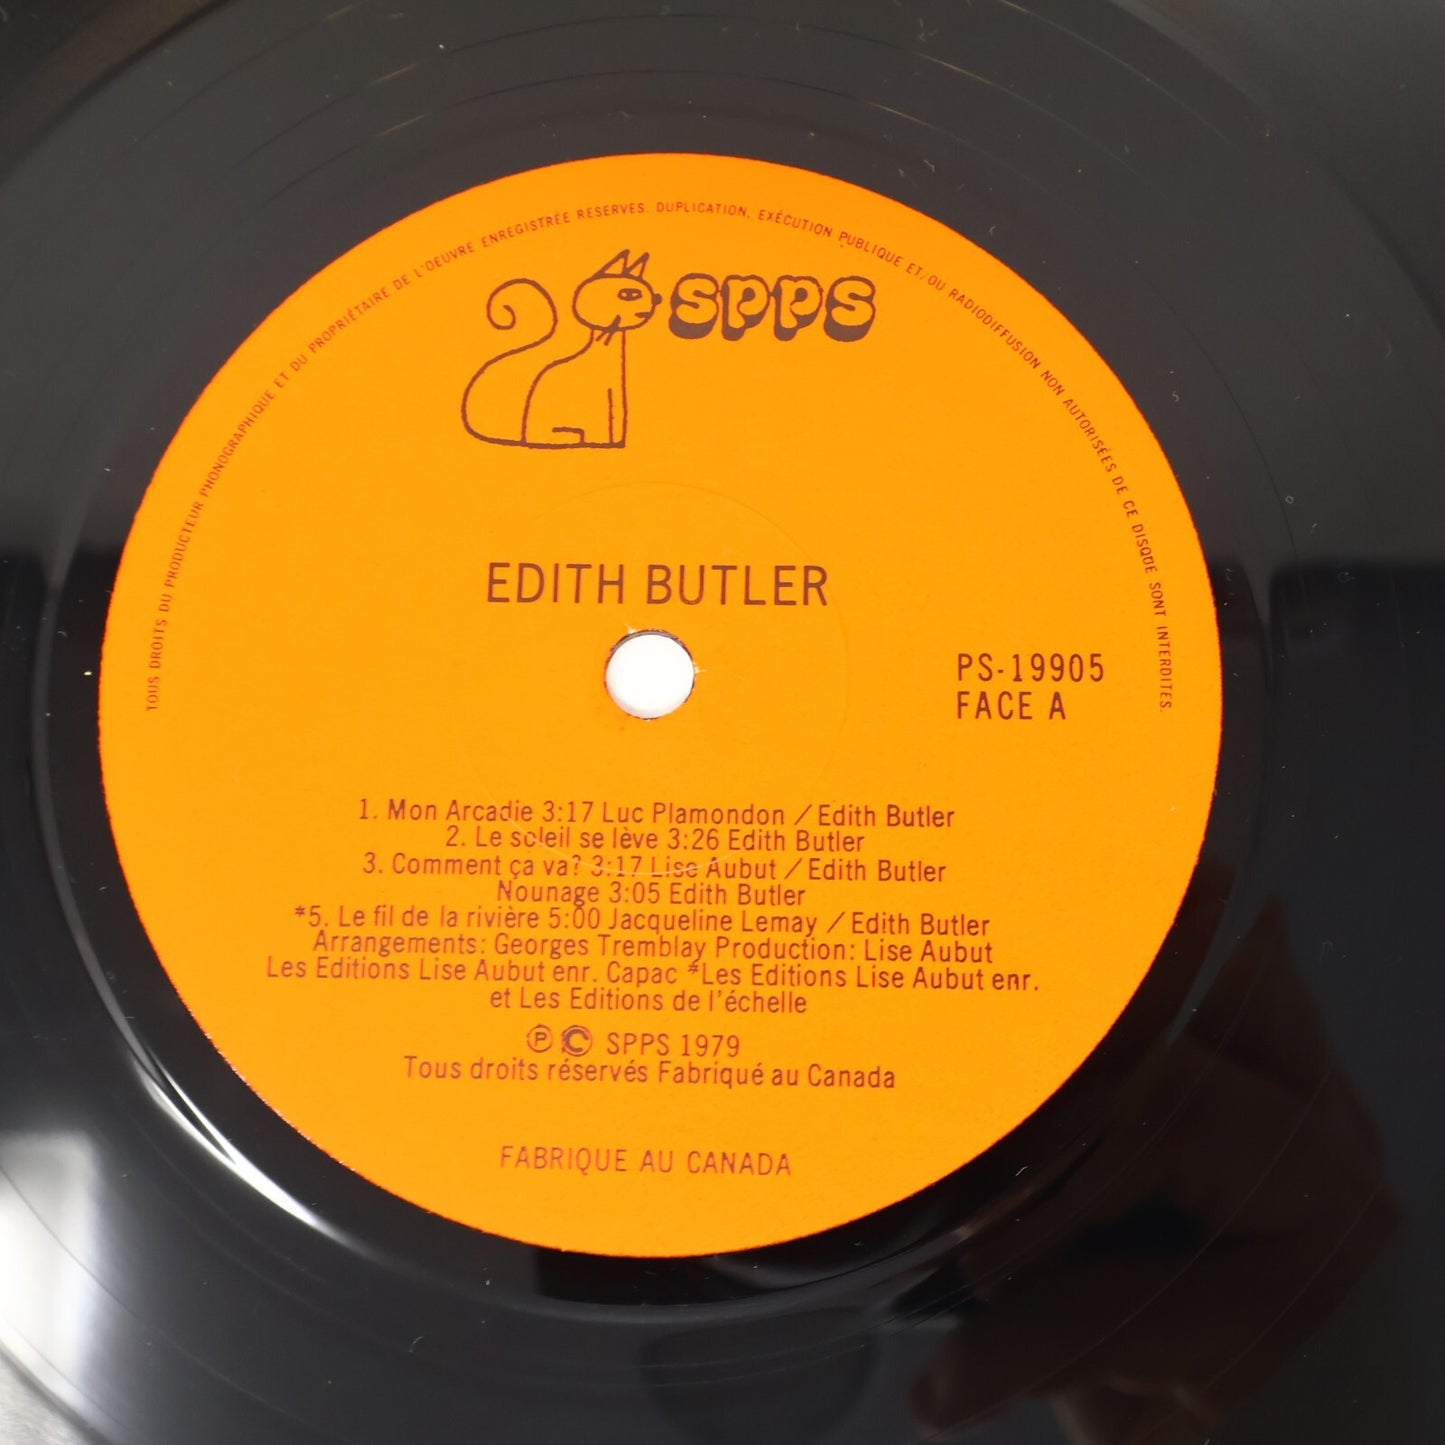 TOUS DROITS DU PRODUCTEUR PHONOGRAPHIQUE ET DU PROPRIÉTAIRE DE L'OEUVRE ENREGISTRÉE RESERVES. DUPLICATION, EXÉCUTION PUBLIQUE ET/OU RADIODIFFUSION NON AUTORISÉES DE CE DISQUE SONT INTERDITES.
spps
EDITH BUTLER
PS-19905
FACE A
1. Mon Arcadie 3:17 Luc Plamondon / Edith Butler
2. Le soleil se lève 3:26 Edith Butler
3. Comment ça va? 3:17 Lise Aubut / Edith Butler
Nounage 3:05 Edith Butler
*5. Le fil de la rivière 5:00 Jacqueline Lemay / Edith Butler
Arrangements: Georges Tremblay Production: Lise Aubut
Les Editions Lise Aubut enr. Capac *Les Editions Lise Aubut enr.
et Les Editions de l'échelle
℗ © SPPS 1979
Tous droits réservés Fabriqué au Canada
FABRIQUE AU CANADA